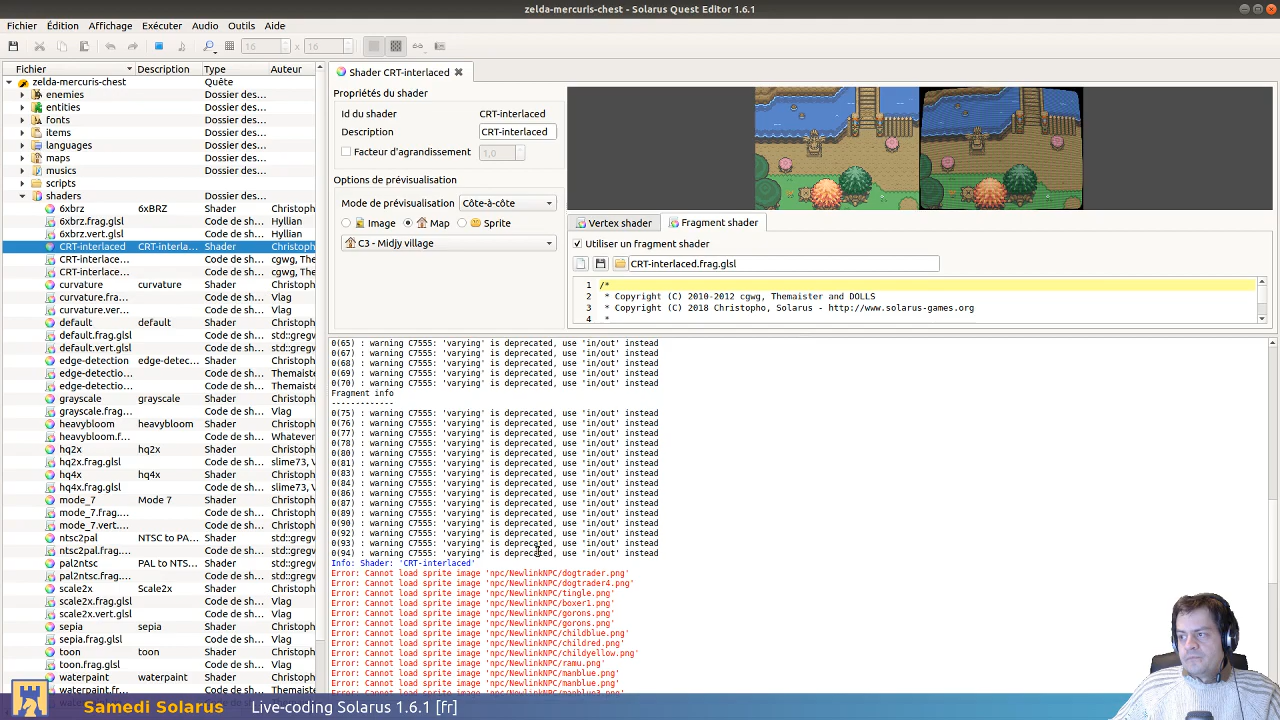 zelda-mercuris-chest - Solarus Quest Editor 1.6.1
Fichier Édition Affichage Exécuter Audio Outils Aide
16 x 16
Fichier Description Type Auteur
zelda-mercuris-chest Quête
enemies Dossier des...
entities Dossier des...
fonts Dossier des...
items Dossier des...
languages Dossier des...
maps Dossier des...
musics Dossier des...
scripts Dossier des...
shaders Dossier des...
6xbrz 6xBRZ Shader Christoph
6xbrz.frag.glsl Code de sh... Hyllian
6xbrz.vert.glsl Code de sh... Hyllian
CRT-interlaced CRT-interla... Shader Christoph
CRT-interlace... Code de sh... cgwg, The
CRT-interlace... Code de sh... cgwg, The
curvature curvature Shader Christoph
curvature.fra... Code de sh... Vlag
curvature.ver... Code de sh... Vlag
default default Shader Christoph
default.frag.glsl Code de sh... std::gregw
default.vert.glsl Code de sh... std::gregw
edge-detection edge-detec... Shader Christoph
edge-detectio... Code de sh... Themaiste
edge-detectio... Code de sh... Themaiste
grayscale grayscale Shader Christoph
grayscale.frag... Code de sh... Vlag
heavybloom heavybloom Shader Christoph
heavybloom.f... Code de sh... Whatever
hq2x hq2x Shader Christoph
hq2x.frag.glsl Code de sh... slime73, V
hq4x hq4x Shader Christoph
hq4x.frag.glsl Code de sh... slime73, V
mode_7 Mode 7 Shader Christoph
mode_7.frag.... Code de sh... std::gregw
mode_7.vert.... Code de sh... std::gregw
ntsc2pal NTSC to PA... Shader Christoph
ntsc2pal.frag... Code de sh... std::gregw
pal2ntsc PAL to NTS... Shader Christoph
pal2ntsc.frag... Code de sh... std::gregw
scale2x Scale2x Shader Christoph
scale2x.frag.glsl Code de sh... Vlag
scale2x.vert.glsl Code de sh... Vlag
sepia sepia Shader Christoph
sepia.frag.glsl Code de sh... Vlag
toon toon Shader Christoph
toon.frag.glsl Code de sh... Vlag
waterpaint waterpaint Shader Christoph
waterpaint.fr... Code de sh... Themaiste
Shader CRT-interlaced
Propriétés du shader
Id du shader CRT-interlaced
Description CRT-interlaced
Facteur d'agrandissement 1,0
Options de prévisualisation
Mode de prévisualisation Côte-à-côte
Image Map Sprite
C3 - Midjy village
Vertex shader Fragment shader
Utiliser un fragment shader
CRT-interlaced.frag.glsl
1 /*
2 * Copyright (C) 2010-2012 cgwg, Themaister and DOLLS
3 * Copyright (C) 2018 Christopho, Solarus - http://www.solarus-games.org
4 *
0(65) : warning C7555: 'varying' is deprecated, use 'in/out' instead
0(67) : warning C7555: 'varying' is deprecated, use 'in/out' instead
0(68) : warning C7555: 'varying' is deprecated, use 'in/out' instead
0(69) : warning C7555: 'varying' is deprecated, use 'in/out' instead
0(70) : warning C7555: 'varying' is deprecated, use 'in/out' instead
Fragment info
-------------
0(75) : warning C7555: 'varying' is deprecated, use 'in/out' instead
0(76) : warning C7555: 'varying' is deprecated, use 'in/out' instead
0(77) : warning C7555: 'varying' is deprecated, use 'in/out' instead
0(78) : warning C7555: 'varying' is deprecated, use 'in/out' instead
0(80) : warning C7555: 'varying' is deprecated, use 'in/out' instead
0(81) : warning C7555: 'varying' is deprecated, use 'in/out' instead
0(83) : warning C7555: 'varying' is deprecated, use 'in/out' instead
0(84) : warning C7555: 'varying' is deprecated, use 'in/out' instead
0(86) : warning C7555: 'varying' is deprecated, use 'in/out' instead
0(87) : warning C7555: 'varying' is deprecated, use 'in/out' instead
0(89) : warning C7555: 'varying' is deprecated, use 'in/out' instead
0(90) : warning C7555: 'varying' is deprecated, use 'in/out' instead
0(92) : warning C7555: 'varying' is deprecated, use 'in/out' instead
0(93) : warning C7555: 'varying' is deprecated, use 'in/out' instead
0(94) : warning C7555: 'varying' is deprecated, use 'in/out' instead
Info: Shader: 'CRT-interlaced'
Error: Cannot load sprite image 'npc/NewlinkNPC/dogtrader.png'
Error: Cannot load sprite image 'npc/NewlinkNPC/dogtrader4.png'
Error: Cannot load sprite image 'npc/NewlinkNPC/tingle.png'
Error: Cannot load sprite image 'npc/NewlinkNPC/boxer1.png'
Error: Cannot load sprite image 'npc/NewlinkNPC/gorons.png'
Error: Cannot load sprite image 'npc/NewlinkNPC/gorons.png'
Error: Cannot load sprite image 'npc/NewlinkNPC/childblue.png'
Error: Cannot load sprite image 'npc/NewlinkNPC/childred.png'
Error: Cannot load sprite image 'npc/NewlinkNPC/childyellow.png'
Error: Cannot load sprite image 'npc/NewlinkNPC/ramu.png'
Error: Cannot load sprite image 'npc/NewlinkNPC/manblue.png'
Error: Cannot load sprite image 'npc/NewlinkNPC/manblue.png'
Samedi Solarus Live-coding Solarus 1.6.1 [fr]